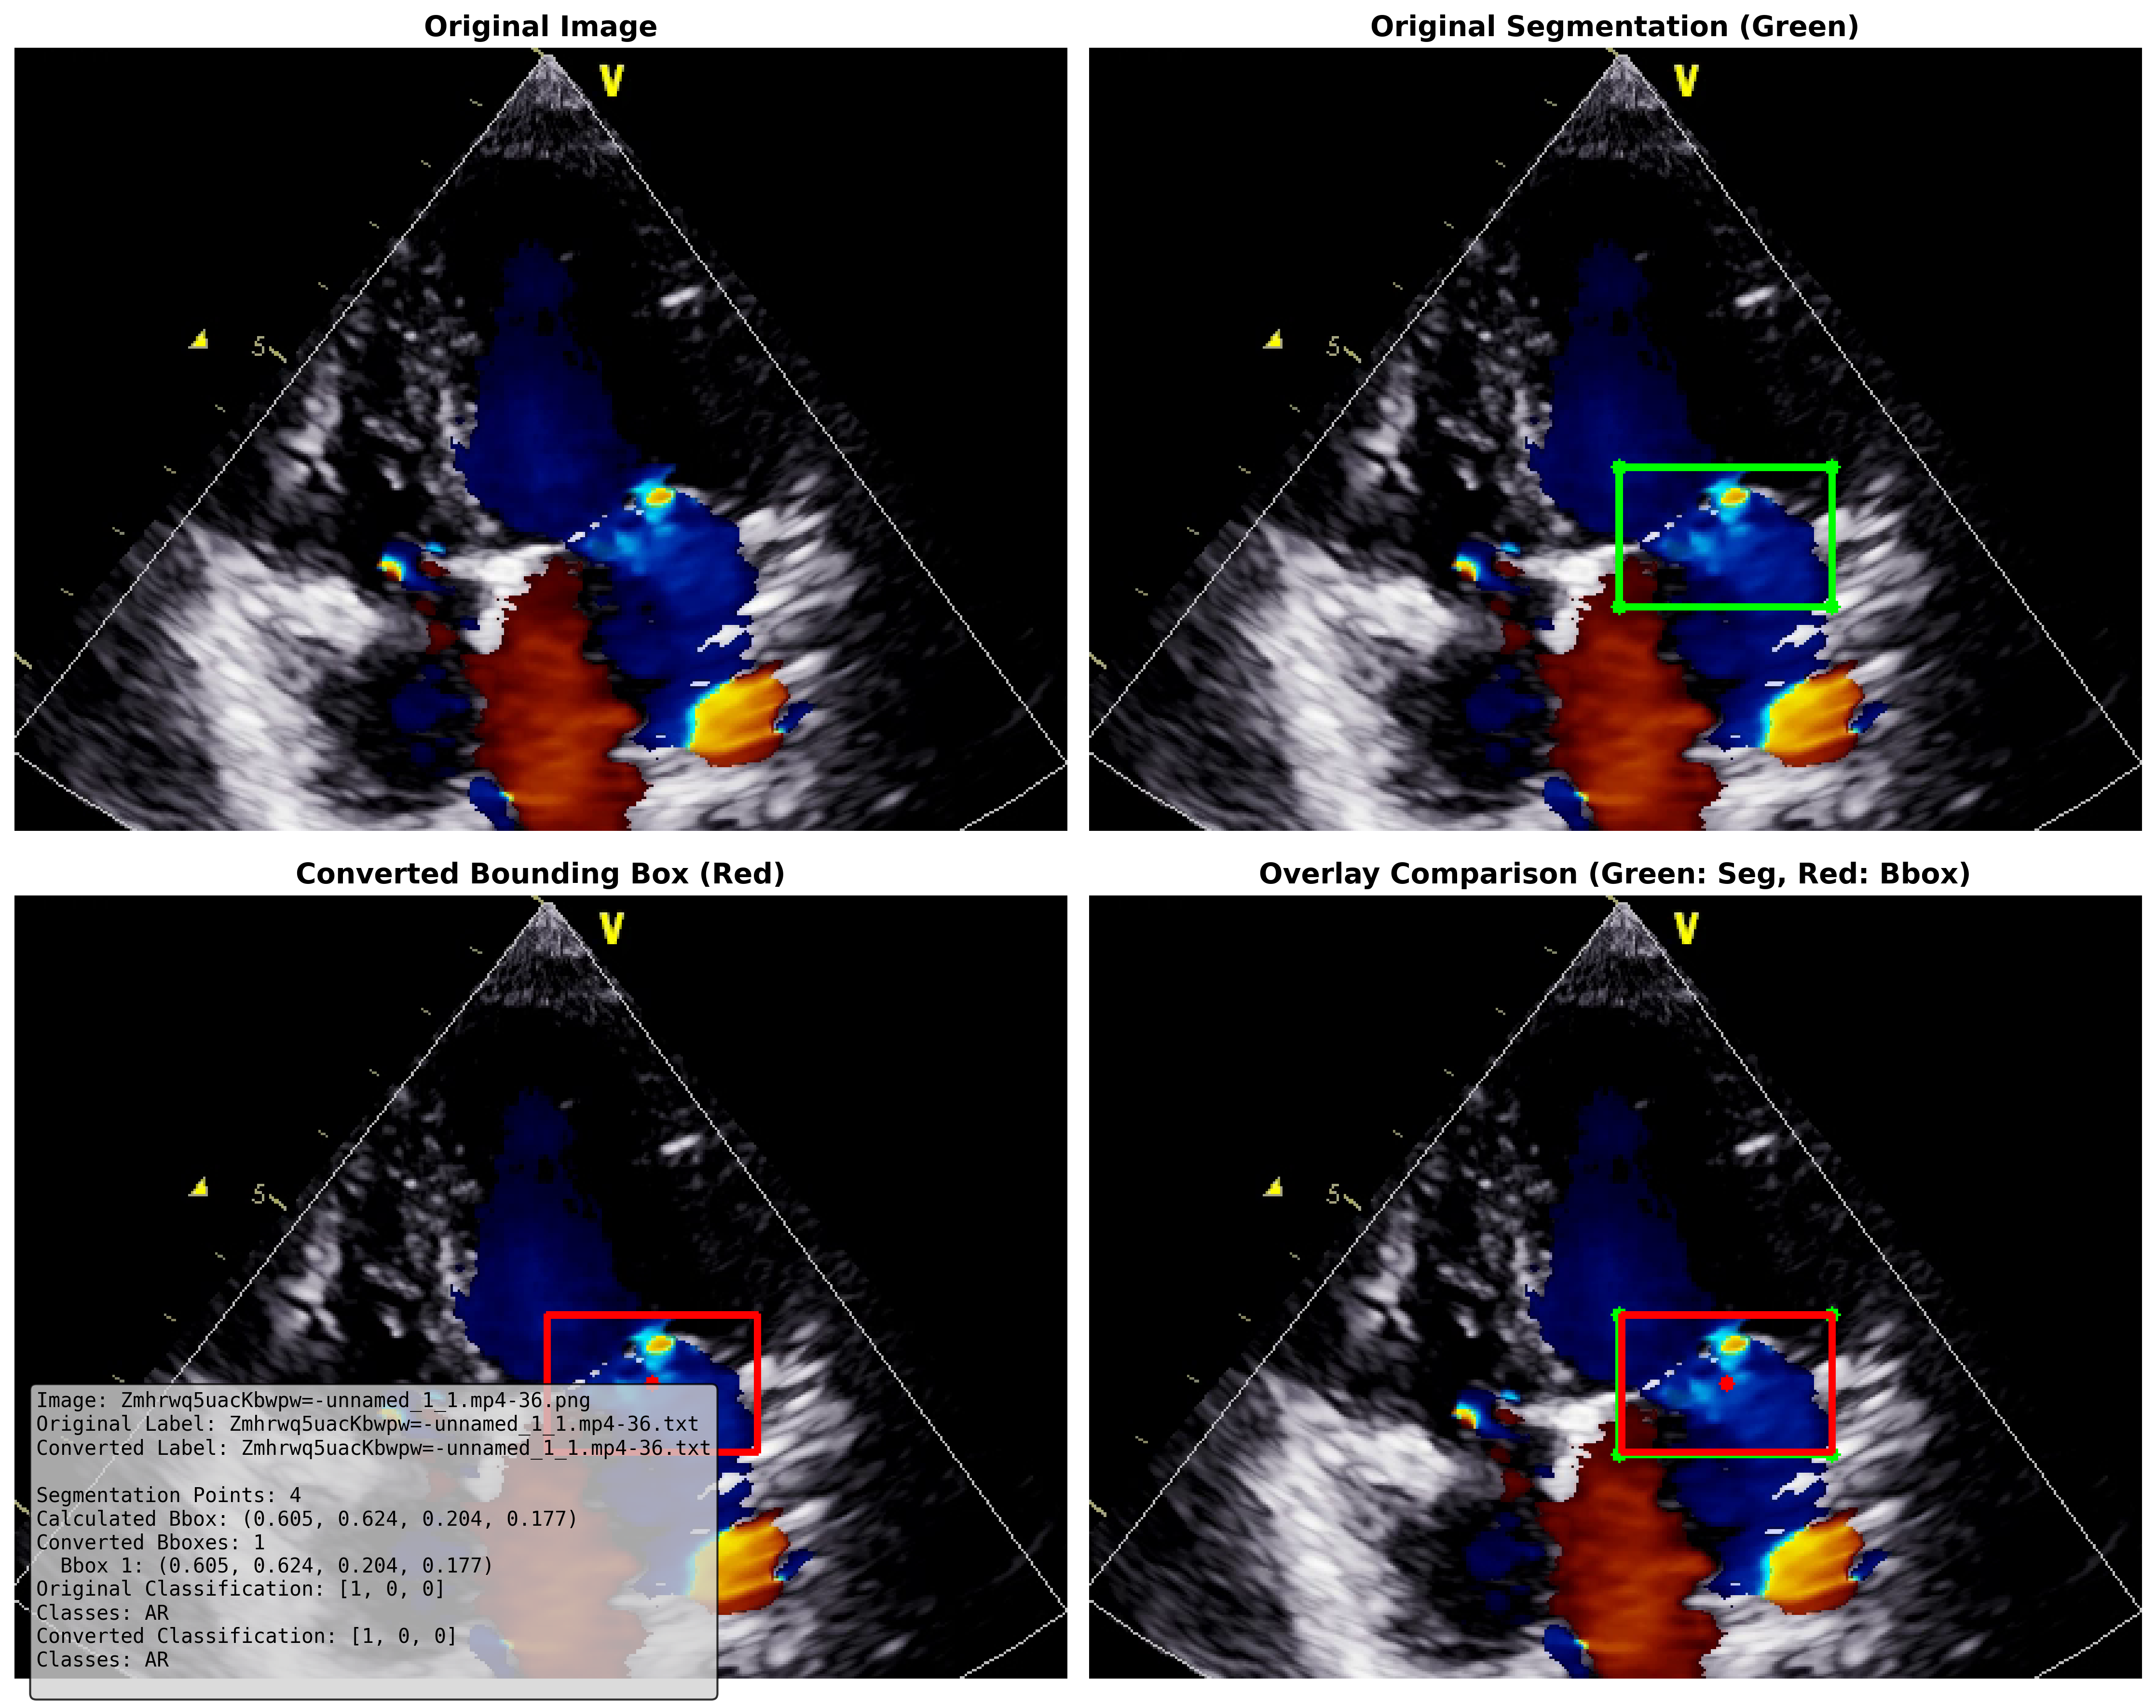 Original Image
Original Segmentation (Green)
V
V
5
5
Converted Bounding Box (Red)
Overlay Comparison (Green: Seg, Red: Bbox)
V
V
5
5
Image: Zmhrwq5uacKbwpw=-unnamed_1_1.mp4-36.png
Original Label: Zmhrwq5uacKbwpw=-unnamed_1_1.mp4-36.txt
Converted Label: Zmhrwq5uacKbwpw=-unnamed_1_1.mp4-36.txt
Segmentation Points: 4
Calculated Bbox: (0.605, 0.624, 0.204, 0.177)
Converted Bboxes: 1
Bbox 1: (0.605, 0.624, 0.204, 0.177)
Original Classification: [1, 0, 0]
Classes: AR
Converted Classification: [1, 0, 0]
Classes: AR